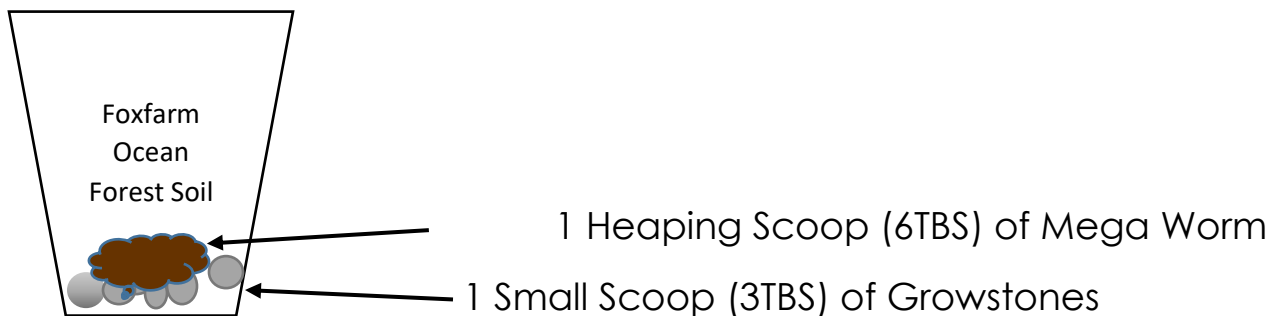 Foxfarm
Ocean
Forest Soil
1 Heaping Scoop (6TBS) of Mega Worm
1 Small Scoop (3TBS) of Growstones